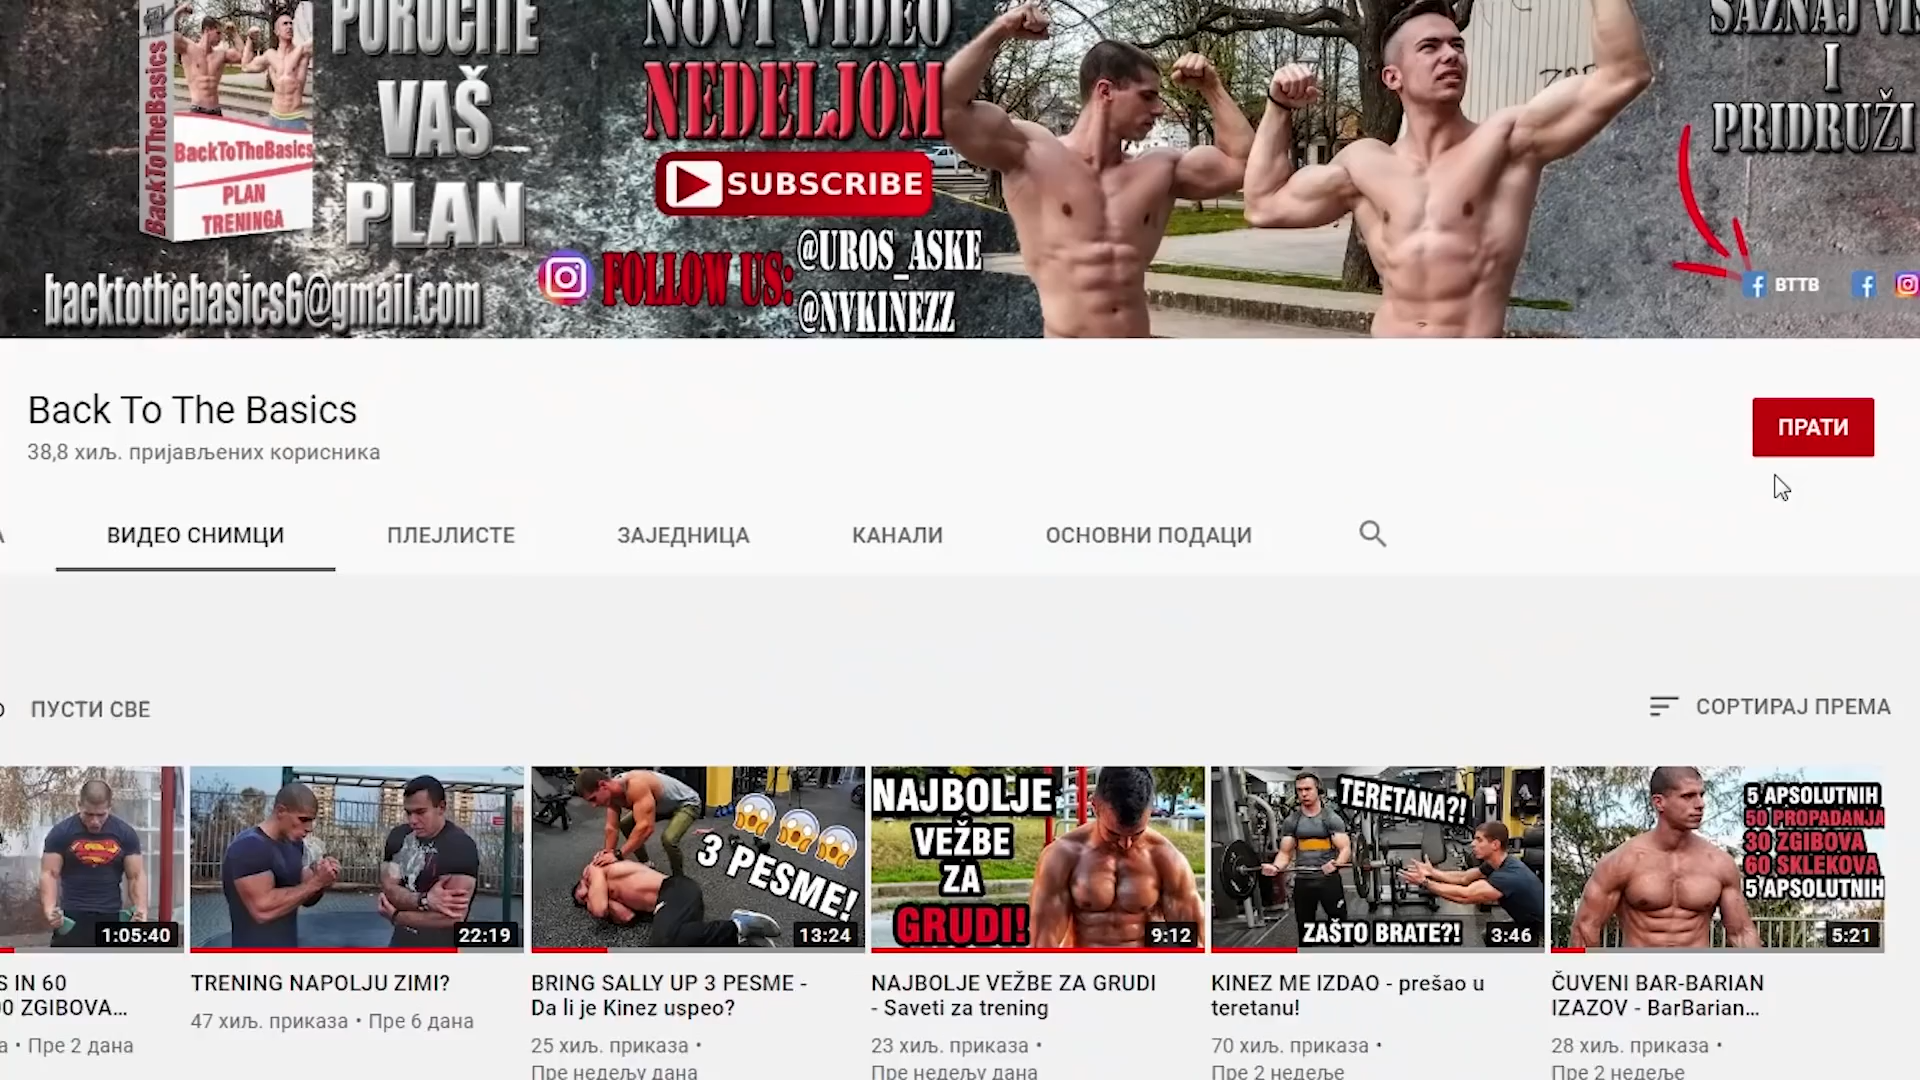 PORUČITE
VAŠ
PLAN
BackToTheBasics
BackToTheBasics
PLAN
TRENINGA
backtothebasics6@gmail.com
NOVI VIDEO
NEDELJOM
SUBSCRIBE
FOLLOW US:
@UROS_ASKE
@NVKINEZZ
SAZNAJ
I
PRIDRUŽI
BTTB
Back To The Basics
38,8 хиљ. пријављених корисника
ПРАТИ
ВИДЕО СНИМЦИ
ПЛЕЈЛИСТЕ
ЗАЈЕДНИЦА
КАНАЛИ
ОСНОВНИ ПОДАЦИ
ПУСТИ СВЕ
СОРТИРАЈ ПРЕМА
1:05:40
S IN 60
00 ZGIBOVA...
• Пре 2 дана
22:19
TRENING NAPOLJU ZIMI?
47 хиљ. приказа • Пре 6 дана
3 PESME!
13:24
BRING SALLY UP 3 PESME -
Da li je Kinez uspeo?
25 хиљ. приказа •
Пре недељу дана
NAJBOLJE
VEŽBE
ZA
GRUDI!
9:12
NAJBOLJE VEŽBE ZA GRUDI
- Saveti za trening
23 хиљ. приказа •
Пре недељу дана
TERETANA?!
ZAŠTO BRATE?!
3:46
KINEZ ME IZDAO - prešao u
teretanu!
70 хиљ. приказа •
Пре 2 недеље
5 APSOLUTNIH
50 PROPADANJA
30 ZGIBOVA
60 SKLEKOVA
5 APSOLUTNIH
5:21
ČUVENI BAR-BARIAN
IZAZOV - BarBarian...
28 хиљ. приказа •
Пре 2 недеље